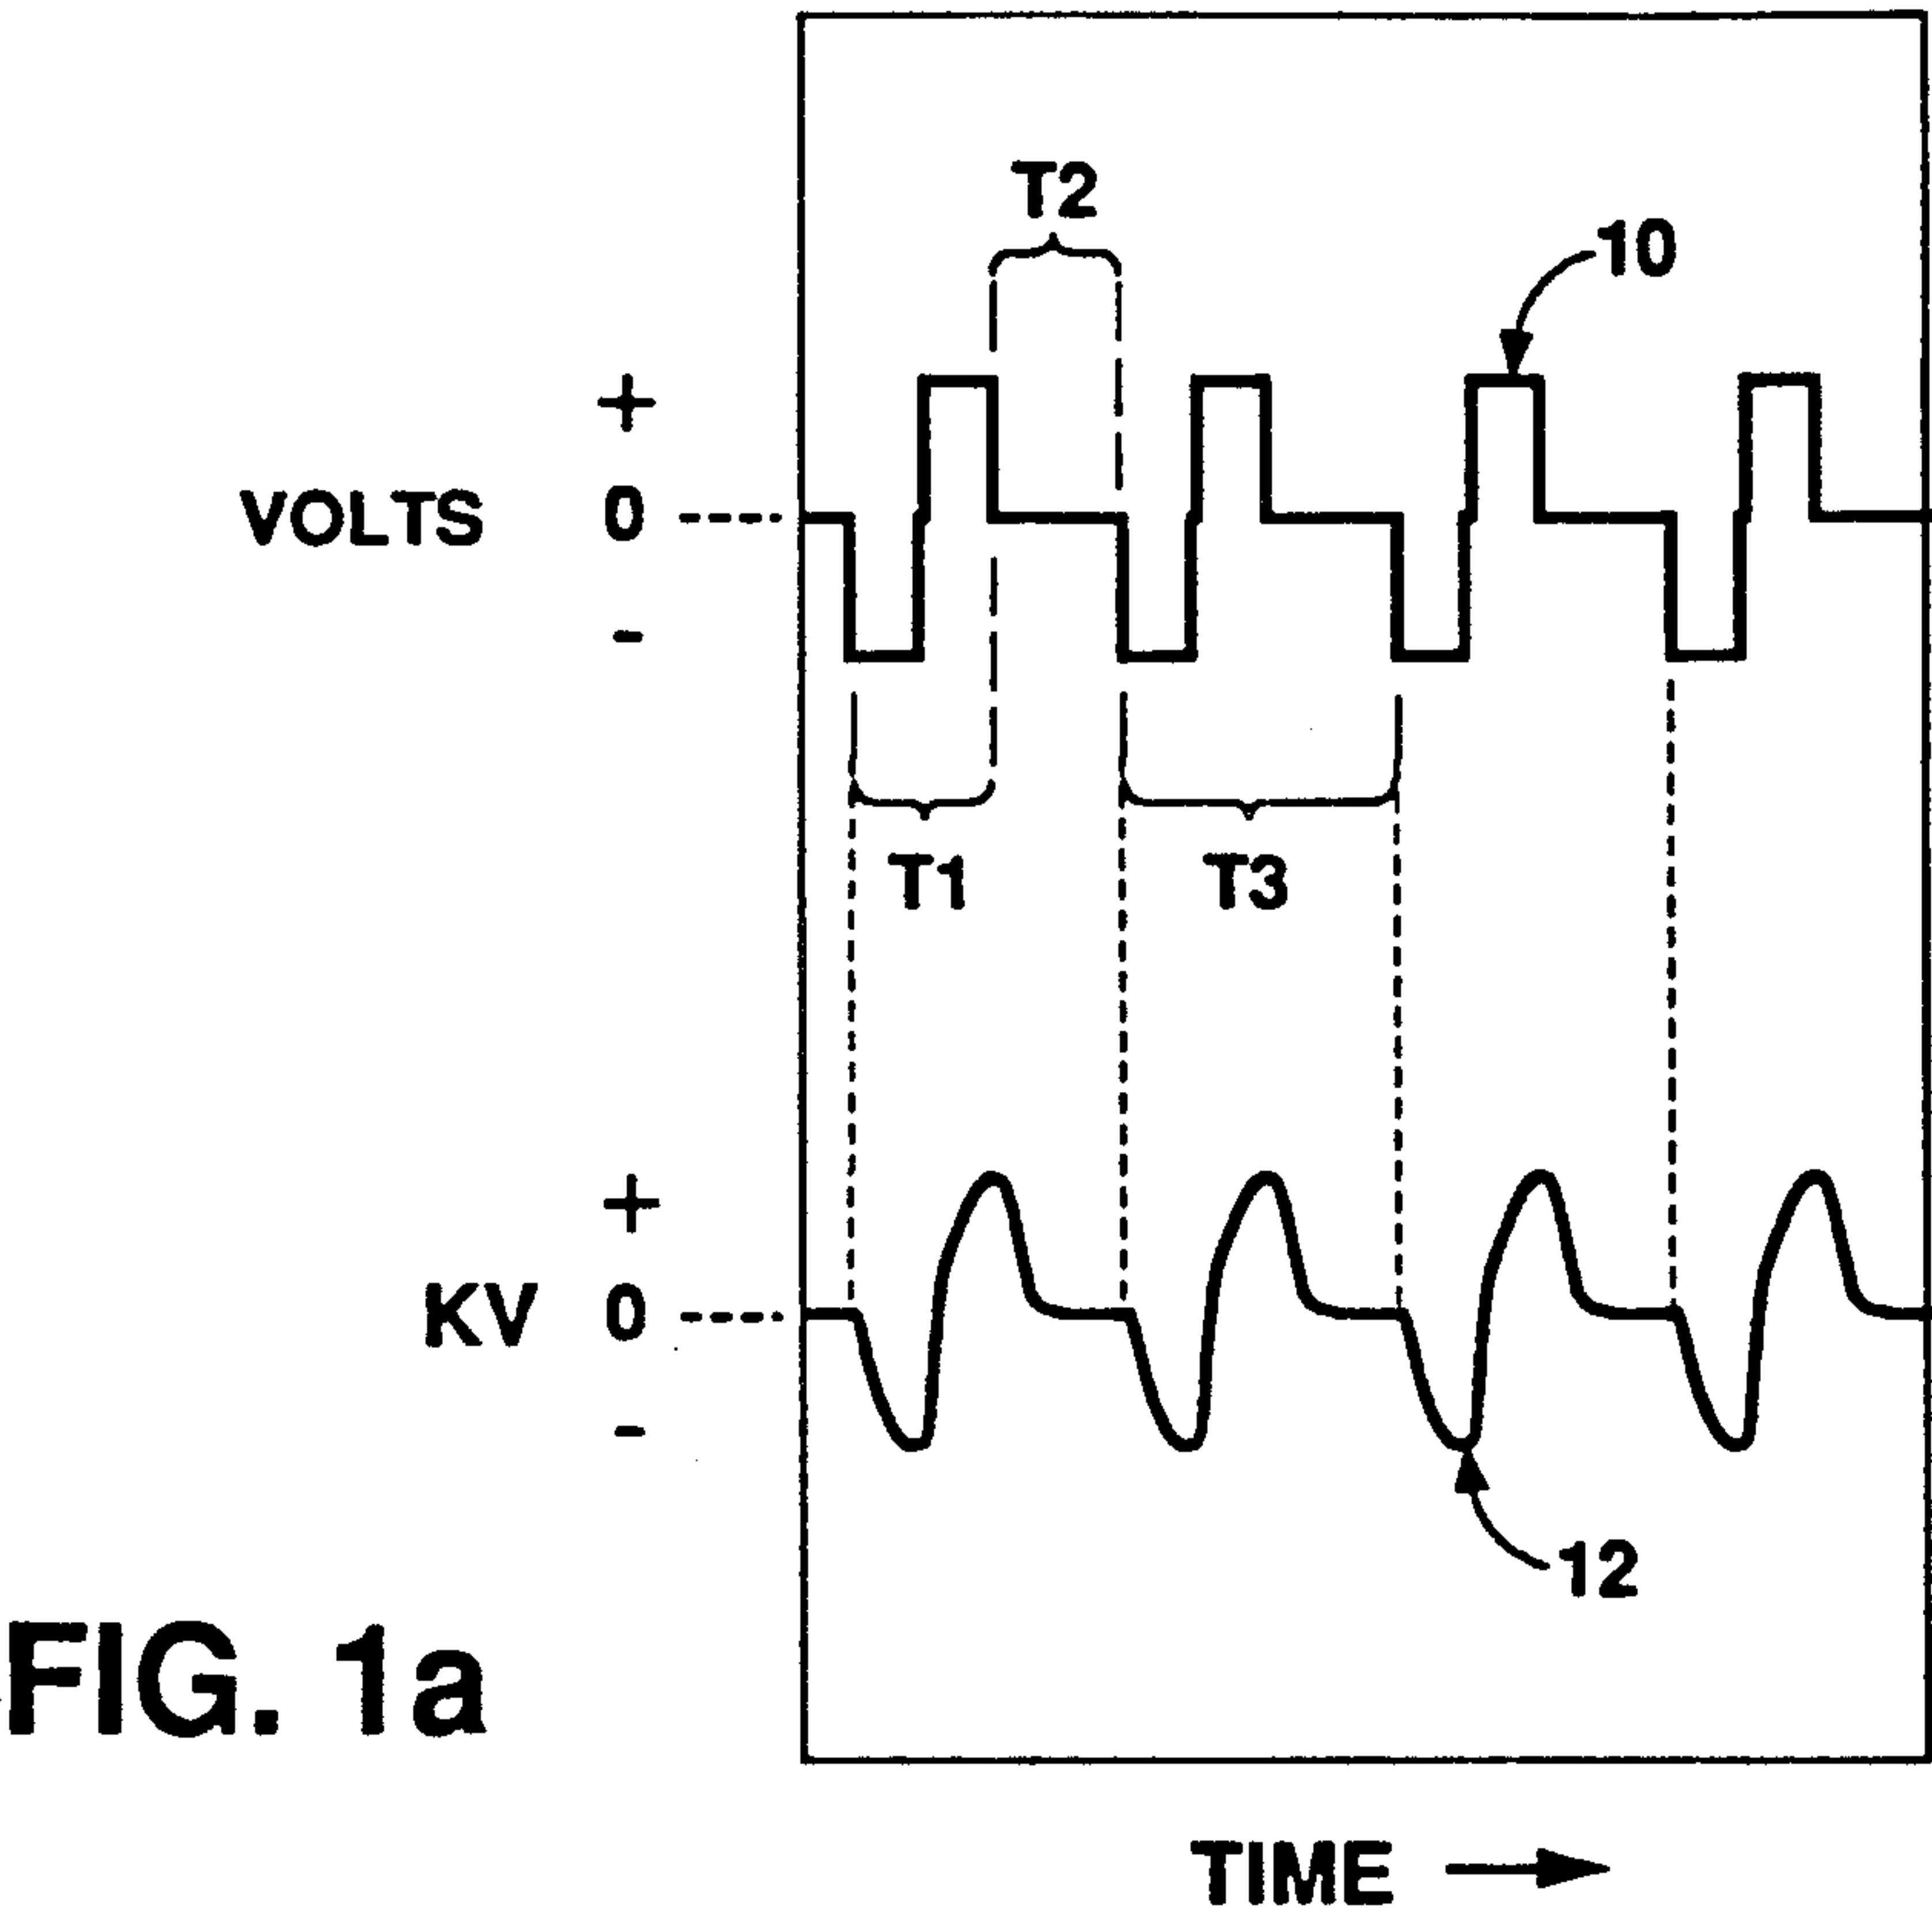 T2
10
+
VOLTS 0
-
T1 T3
+
KV 0
-
12
FIG. 1a
TIME